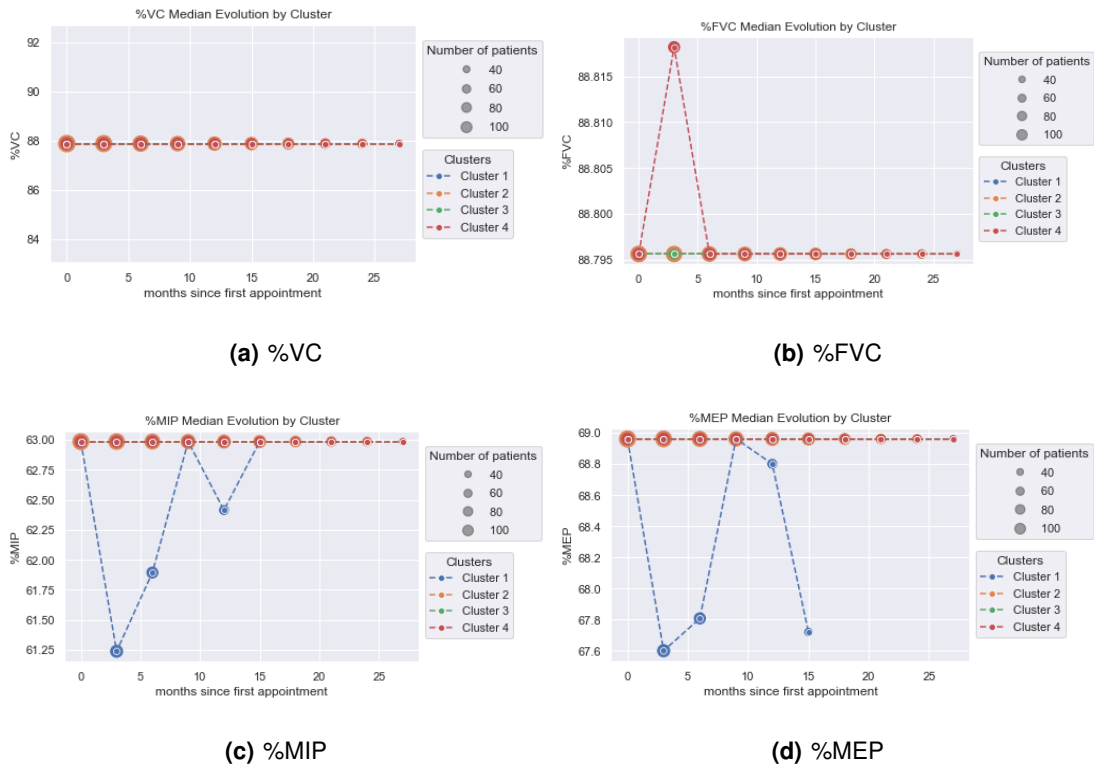 %VC Median Evolution by Cluster
92
90
88
86
84
%VC
0 5 10 15 20 25
months since first appointment
Number of patients
40
60
80
100
Clusters
Cluster 1
Cluster 2
Cluster 3
Cluster 4
(a) %VC
%FVC Median Evolution by Cluster
88.815
88.810
88.805
88.800
88.795
%FVC
0 5 10 15 20 25
months since first appointment
Number of patients
40
60
80
100
Clusters
Cluster 1
Cluster 2
Cluster 3
Cluster 4
(b) %FVC
%MIP Median Evolution by Cluster
63.00
62.75
62.50
62.25
62.00
61.75
61.50
61.25
%MIP
0 5 10 15 20 25
months since first appointment
Number of patients
40
60
80
100
Clusters
Cluster 1
Cluster 2
Cluster 3
Cluster 4
(c) %MIP
%MEP Median Evolution by Cluster
69.0
68.8
68.6
68.4
68.2
68.0
67.8
67.6
%MEP
0 5 10 15 20 25
months since first appointment
Number of patients
40
60
80
100
Clusters
Cluster 1
Cluster 2
Cluster 3
Cluster 4
(d) %MEP